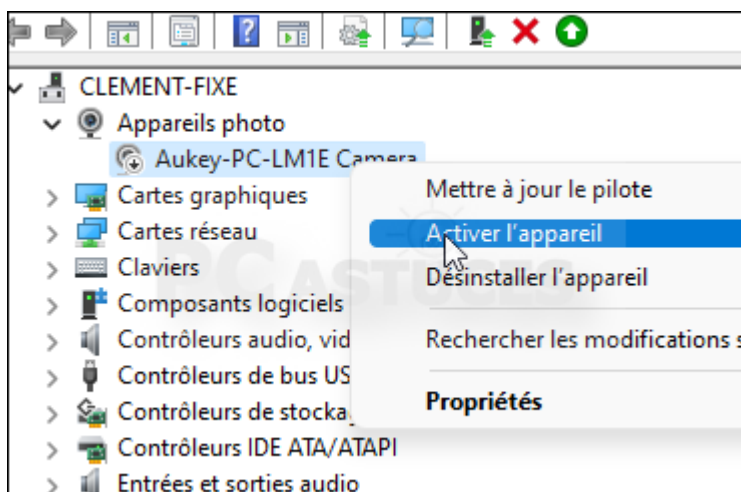 CLEMENT-FIXE
Appareils photo
Aukey-PC-LM1E Camera
Mettre à jour le pilote
Cartes graphiques
Cartes réseau
Activer l'appareil
Claviers
Désinstaller l'appareil
Composants logiciels
Contrôleurs audio, vid
Rechercher les modifications s
Contrôleurs de bus US
Contrôleurs de stocka
Propriétés
Contrôleurs IDE ATA/ATAPI
Entrées et sorties audio
PC ASTUCES